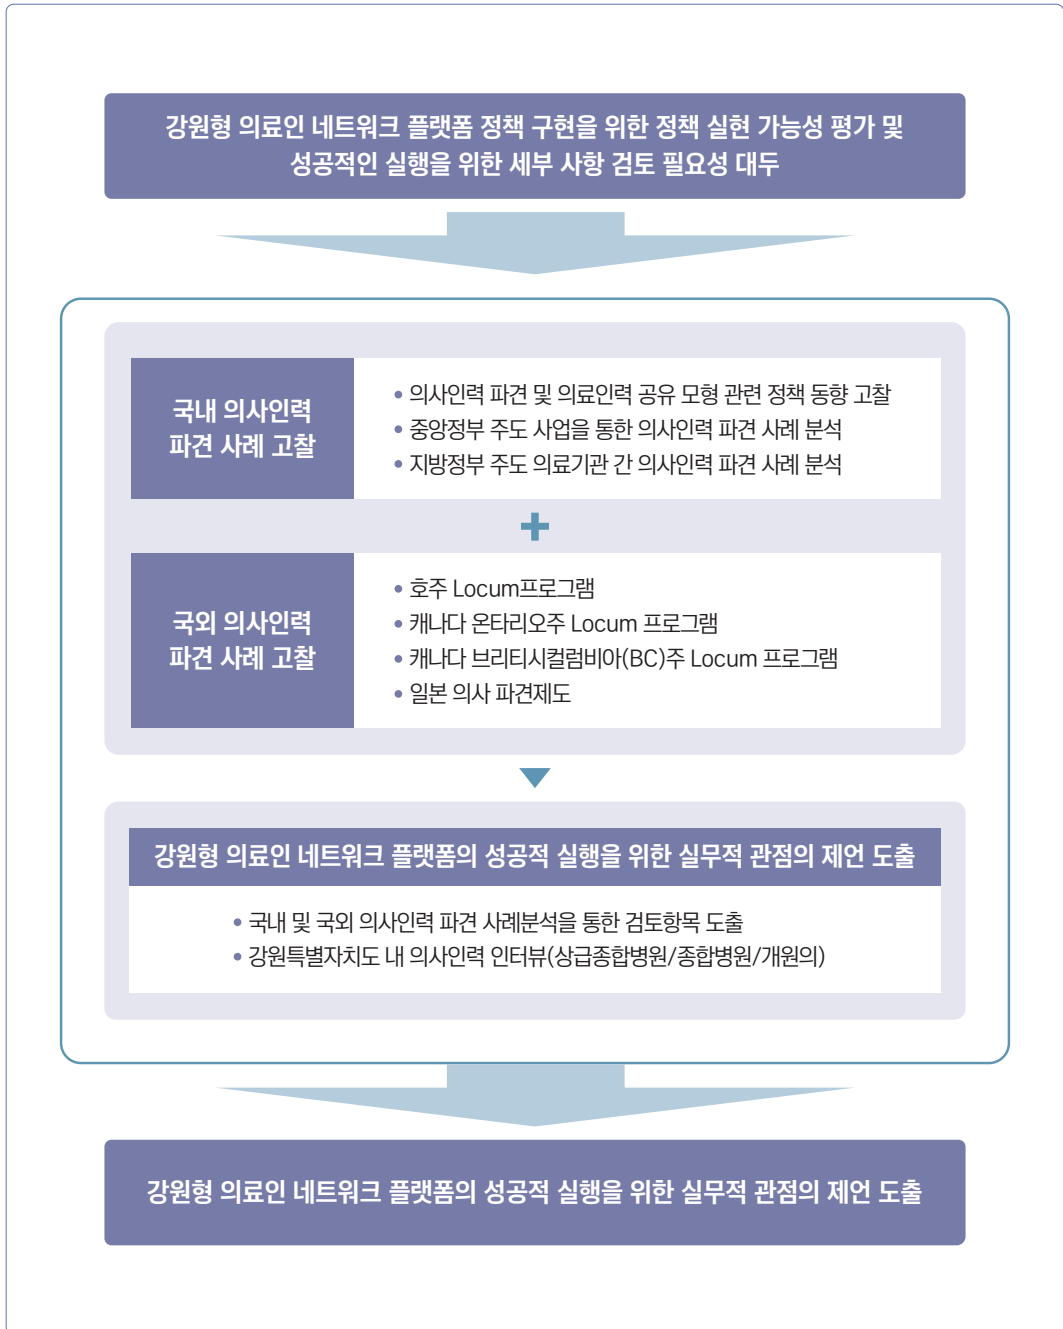 강원형 의료인 네트워크 플랫폼 정책 구현을 위한 정책 실현 가능성 평가 및
성공적인 실행을 위한 세부 사항 검토 필요성 대두
국내 의사인력
파견 사례 고찰
• 의사인력 파견 및 의료인력 공유 모형 관련 정책 동향 고찰
• 중앙정부 주도 사업을 통한 의사인력 파견 사례 분석
• 지방정부 주도 의료기관 간 의사인력 파견 사례 분석
국외 의사인력
파견 사례 고찰
• 호주 Locum프로그램
• 캐나다 온타리오주 Locum 프로그램
• 캐나다 브리티시컬럼비아(BC)주 Locum 프로그램
• 일본 의사 파견제도
강원형 의료인 네트워크 플랫폼의 성공적 실행을 위한 실무적 관점의 제언 도출
• 국내 및 국외 의사인력 파견 사례분석을 통한 검토항목 도출
• 강원특별자치도 내 의사인력 인터뷰(상급종합병원/종합병원/개원의)
강원형 의료인 네트워크 플랫폼의 성공적 실행을 위한 실무적 관점의 제언 도출